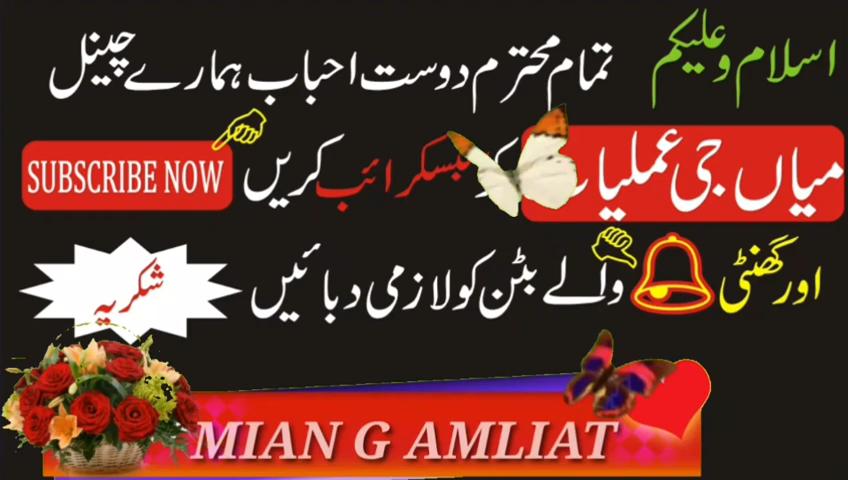 اسلام و علیکم تمام محترم دوست احباب ہمارے چینل
میاں جی عملیات کو سبسکرائب کریں SUBSCRIBE NOW
اور گھنٹی والے بٹن کو لازمی دبائیں شکریہ
MIAN G AMLIAT